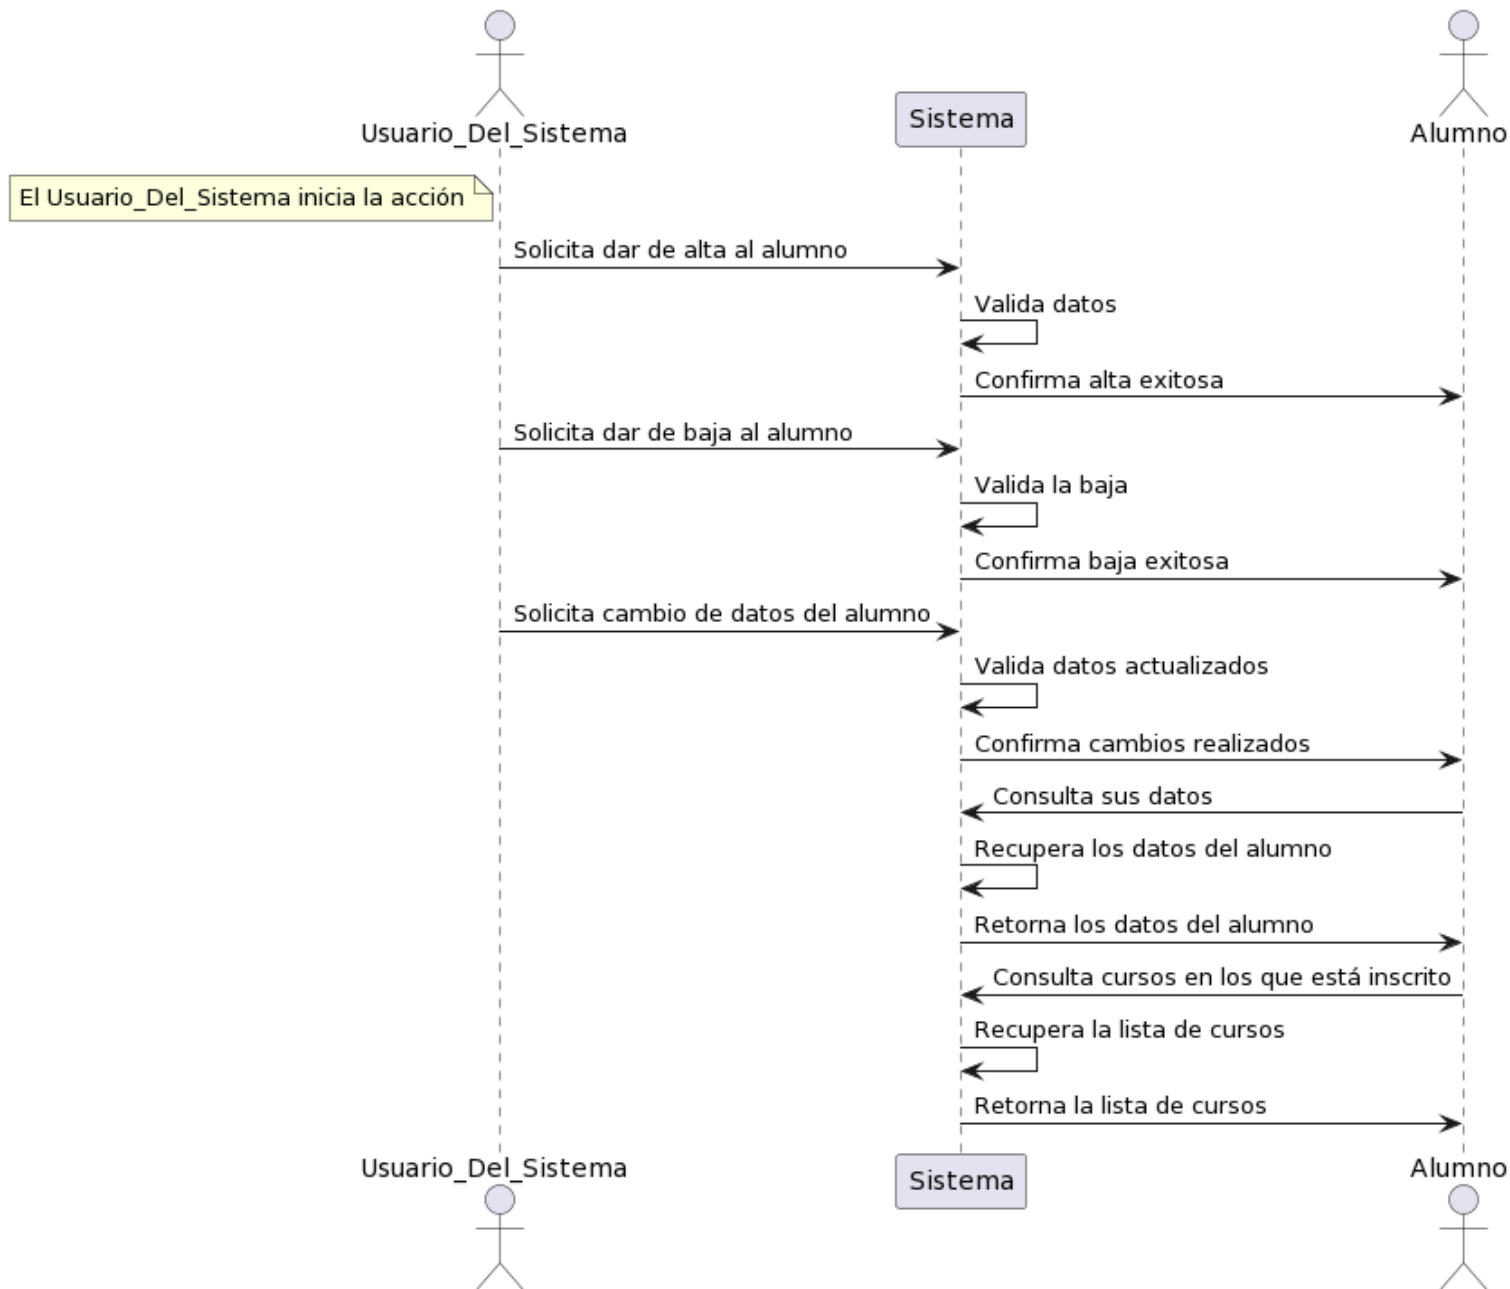 Usuario_Del_Sistema
Sistema
Alumno
El Usuario_Del_Sistema inicia la acción
Solicita dar de alta al alumno
Valida datos
Confirma alta exitosa
Solicita dar de baja al alumno
Valida la baja
Confirma baja exitosa
Solicita cambio de datos del alumno
Valida datos actualizados
Confirma cambios realizados
Consulta sus datos
Recupera los datos del alumno
Retorna los datos del alumno
Consulta cursos en los que está inscrito
Recupera la lista de cursos
Retorna la lista de cursos
Usuario_Del_Sistema
Sistema
Alumno